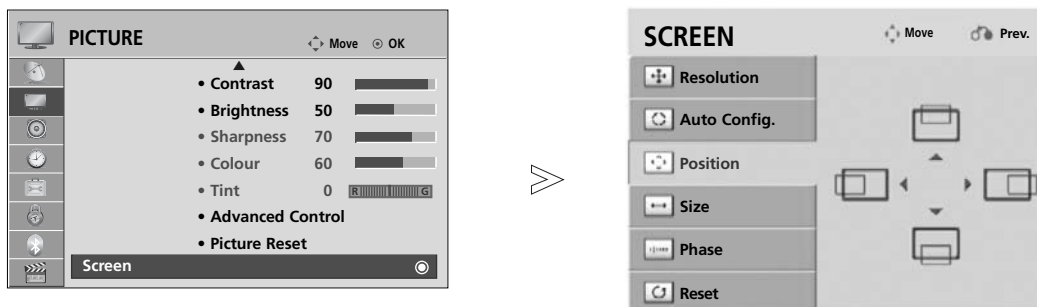 PICTURE
Move ⊙ OK
• Contrast 90
• Brightness 50
• Sharpness 70
• Colour 60
• Tint 0 R G
• Advanced Control
• Picture Reset
Screen
SCREEN
Move Prev.
Resolution
Auto Config.
Position
Size
Phase
Reset